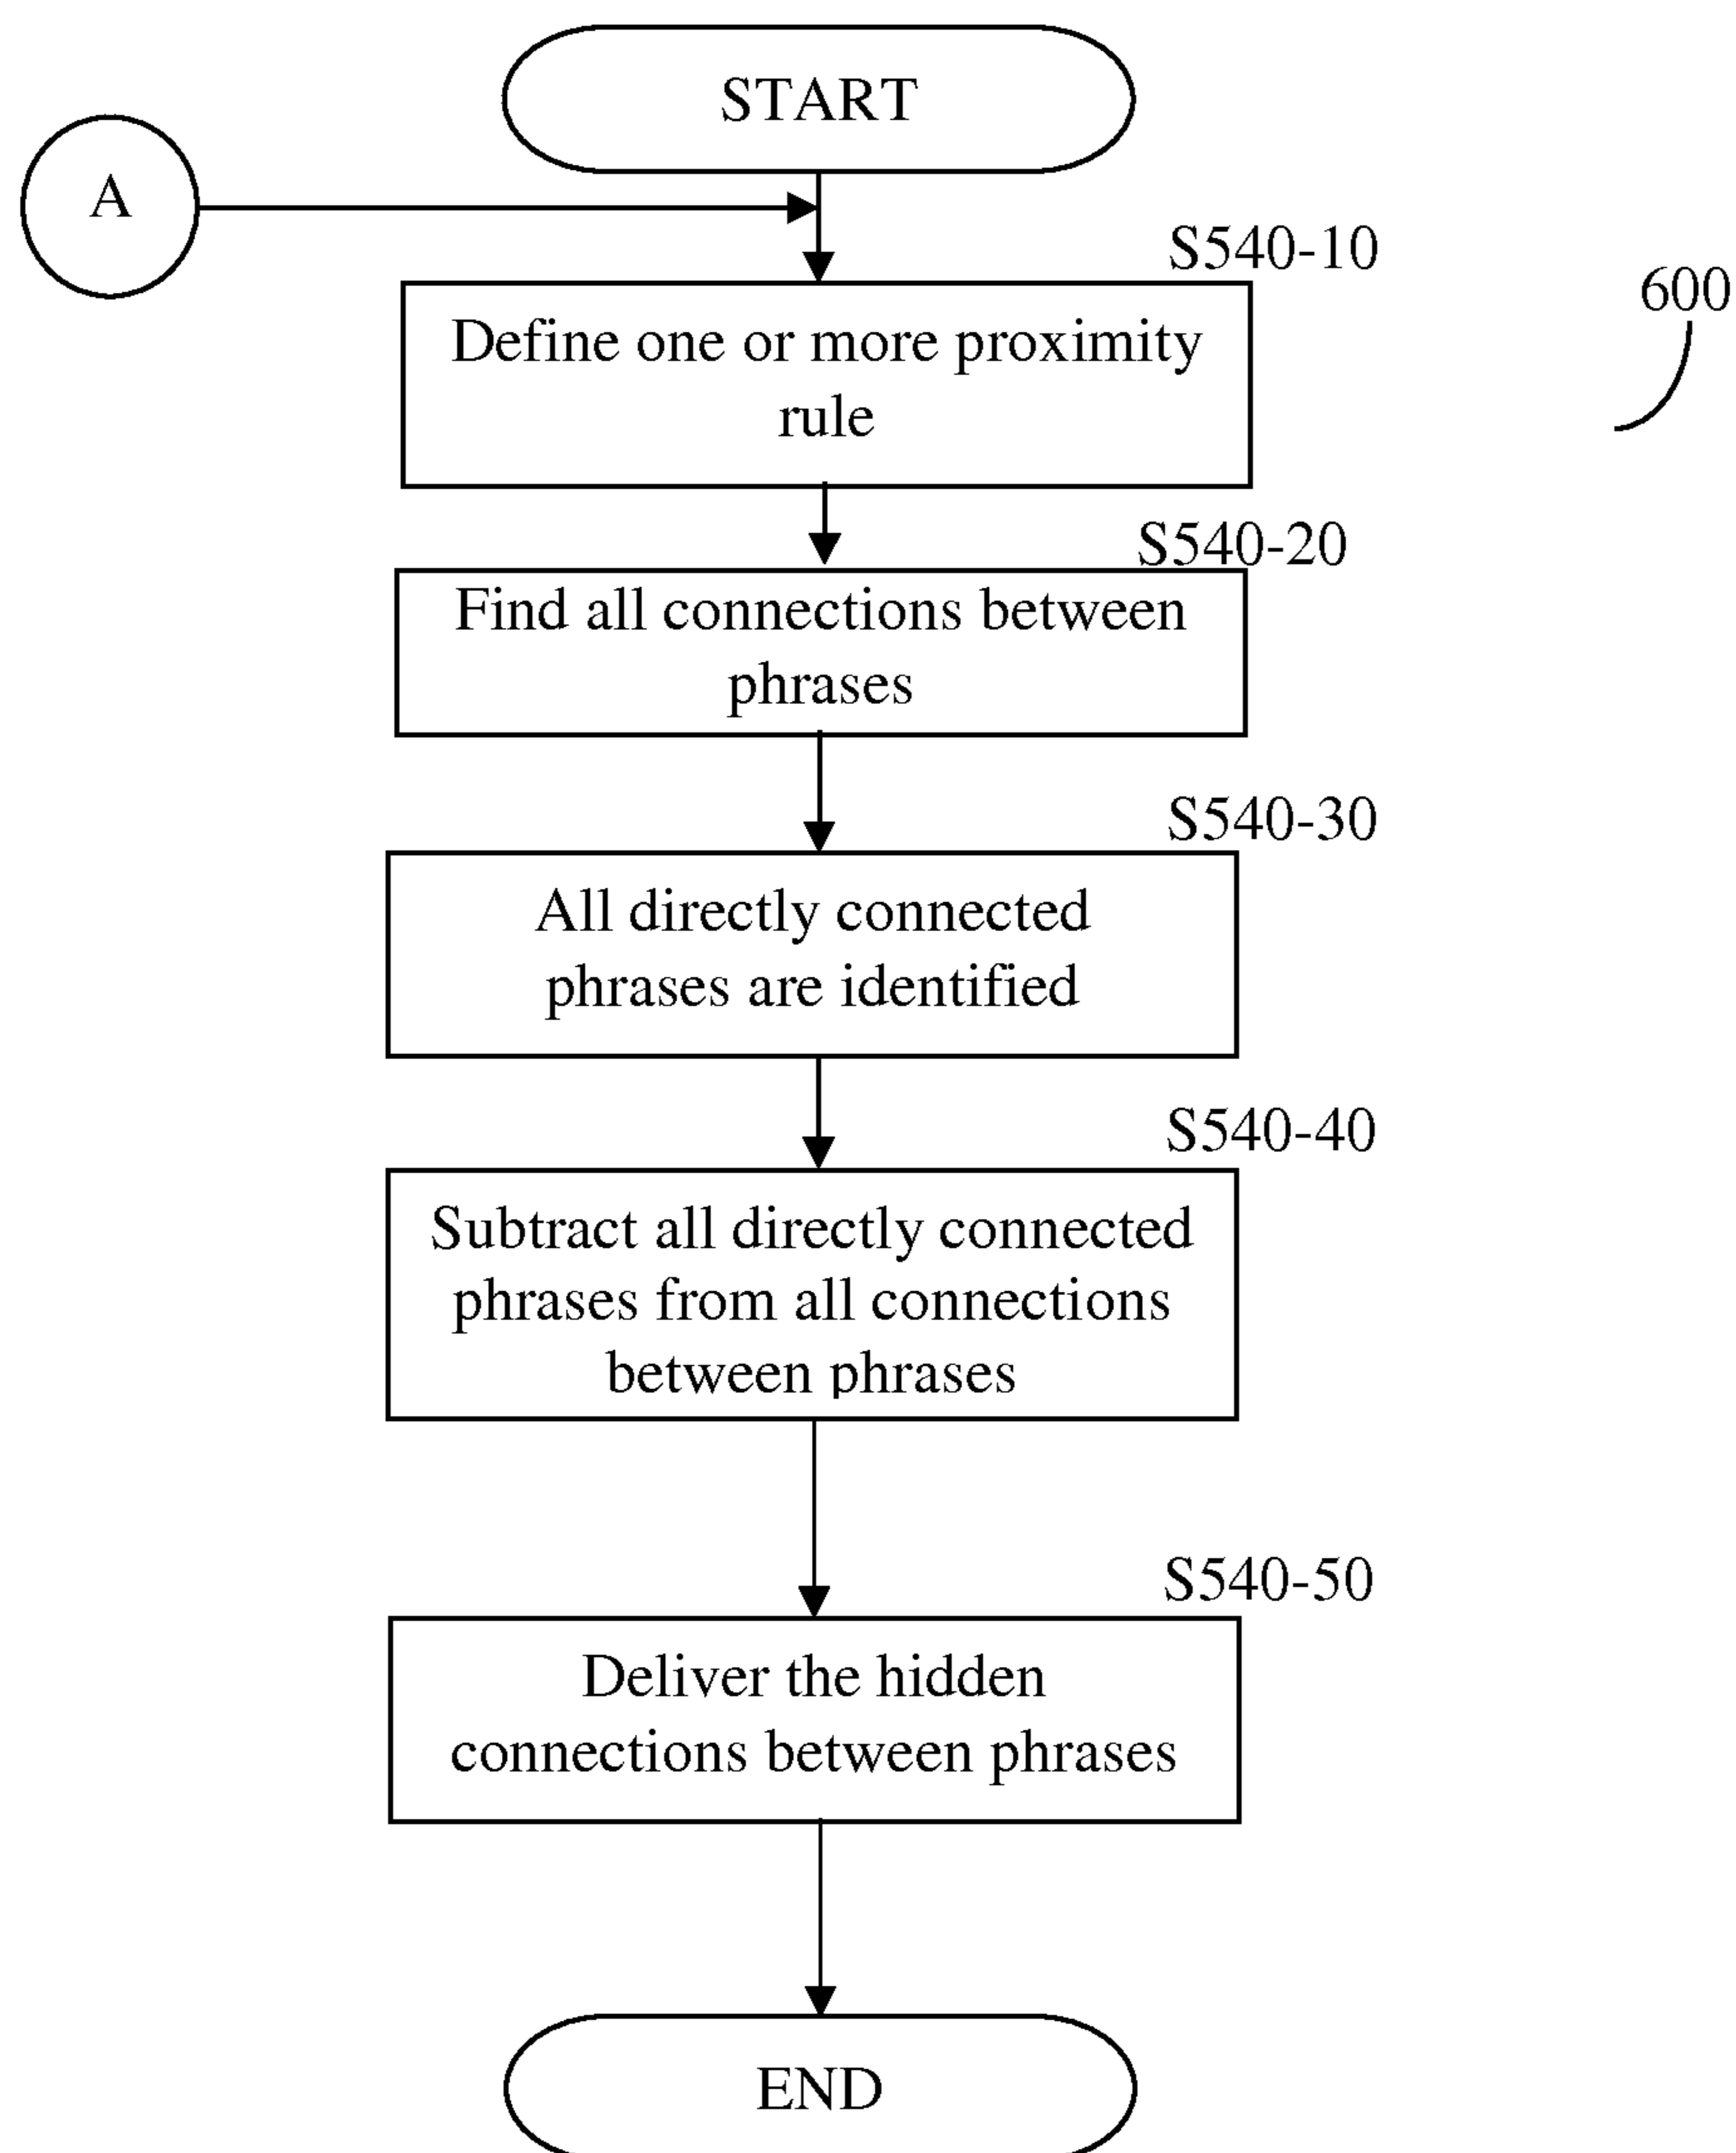 START
A
S540-10
600
Define one or more proximity
rule
S540-20
Find all connections between
phrases
S540-30
All directly connected
phrases are identified
S540-40
Subtract all directly connected
phrases from all connections
between phrases
S540-50
Deliver the hidden
connections between phrases
END